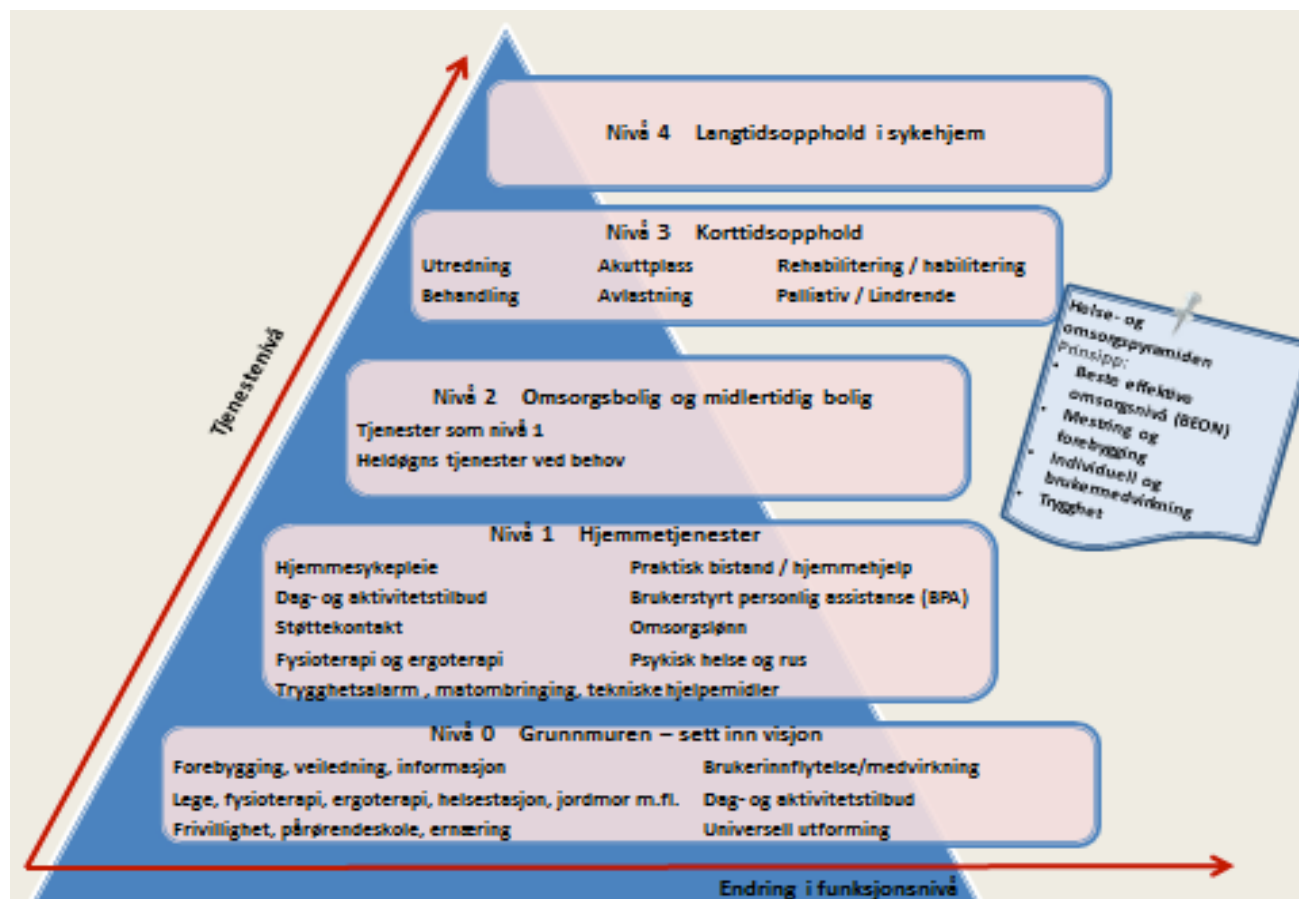 Nivå 4 Langtidsopphold i sykehjem
Nivå 3 Korttidsopphold
Utredning Akuttplass Rehabilitering / habilitering
Behandling Avlastning Palliativ / Lindrende
Tjenestenivå
Helse- og
omsorgspyramiden
Prinsipp:
• Beste effektive
omsorgsnivå (BEON)
• Mestring og
forebygging
• Individuell og
brukermedvirkning
• Trygghet
Nivå 2 Omsorgsbolig og midlertidig bolig
Tjenester som nivå 1
Heldøgns tjenester ved behov
Nivå 1 Hjemmetjenester
Hjemmesykepleie Praktisk bistand / hjemmehjelp
Dag- og aktivitetstilbud Brukerstyrt personlig assistanse (BPA)
Støttekontakt Omsorgslønn
Fysioterapi og ergoterapi Psykisk helse og rus
Trygghetsalarm , matombringing, tekniske hjelpemidler
Nivå 0 Grunnmuren – sett inn visjon
Forebygging, veiledning, informasjon Brukerinnflytelse/medvirkning
Lege, fysioterapi, ergoterapi, helsestasjon, jordmor m.fl. Dag- og aktivitetstilbud
Frivillighet, pårørendeskole, ernæring Universell utforming
Endring i funksjonsnivå